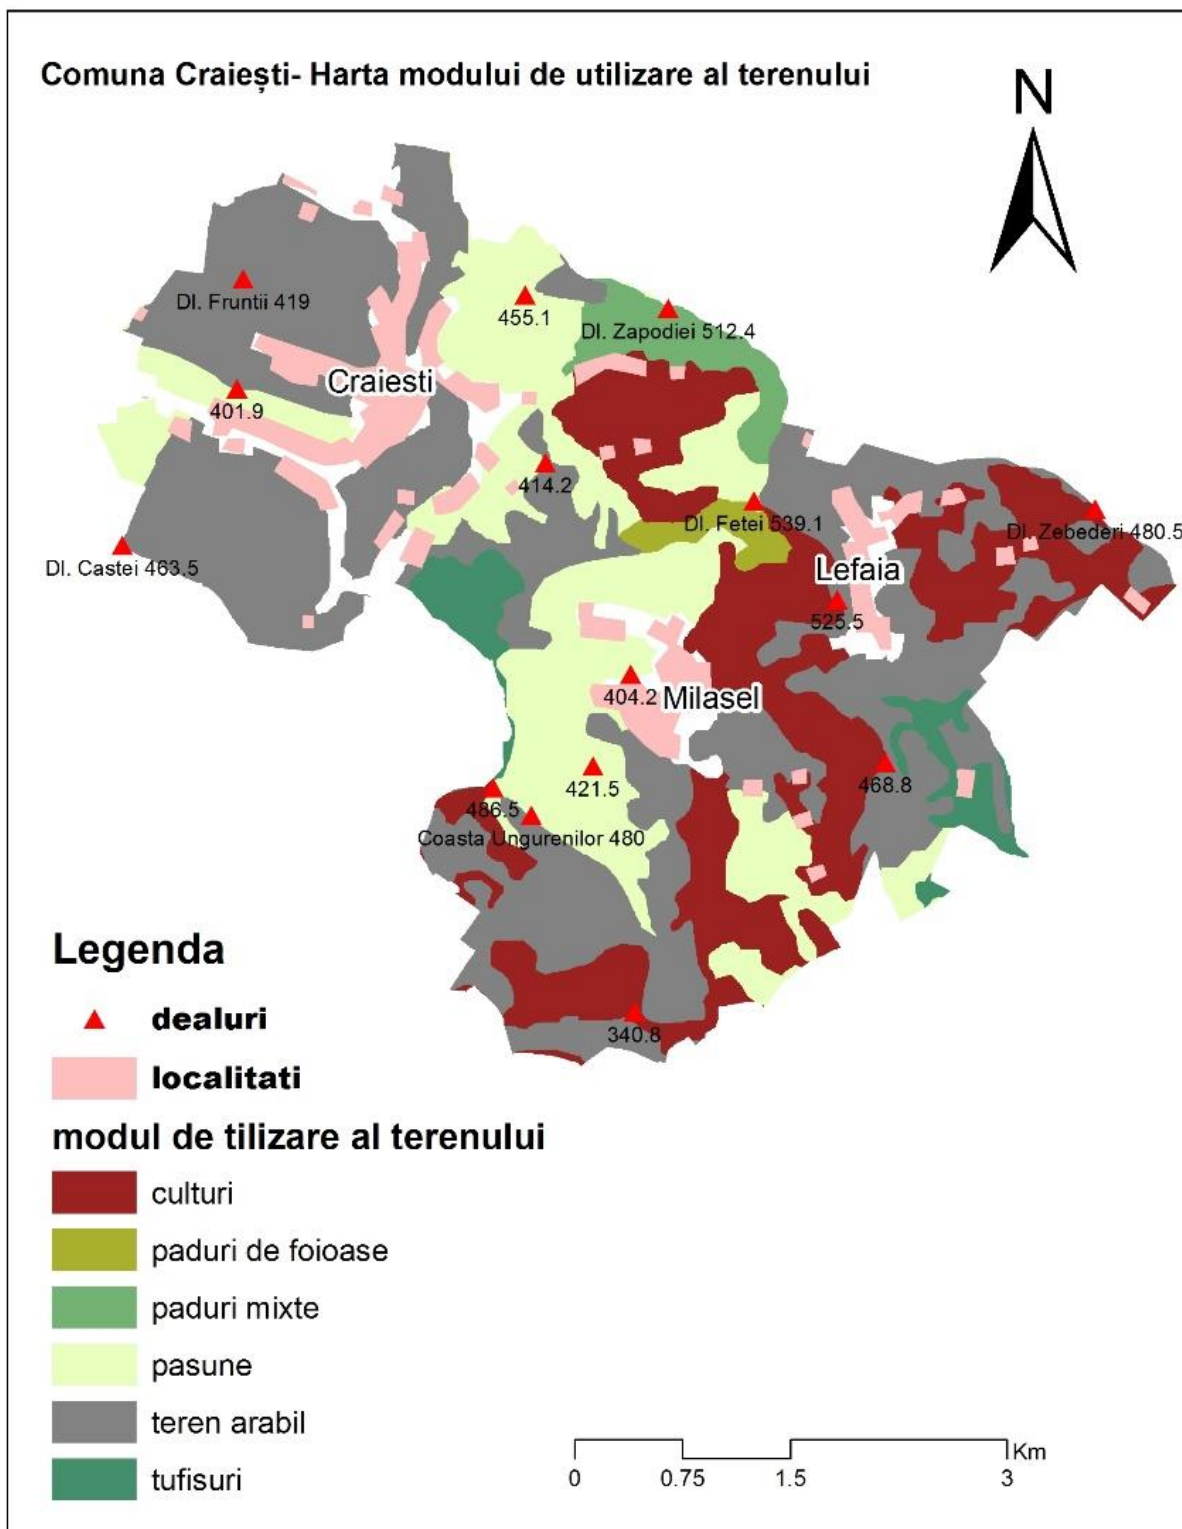 Comuna Craiești- Harta modului de utilizare al terenului
N
Dl. Fruntii 419
455.1
Dl. Zapodiei 512.4
Craiesti
401.9
414.2
Dl. Fetei 539.1
Dl. Zebederi 480.5
Dl. Castei 463.5
Lefaia
525.5
404.2
Milasel
421.5
468.8
486.5
Coasta Ungurenilor 480
340.8
Legenda
dealuri
localitati
modul de tilizare al terenului
culturi
paduri de foioase
paduri mixte
pasune
teren arabil
tufisuri
Km
0 0.75 1.5 3